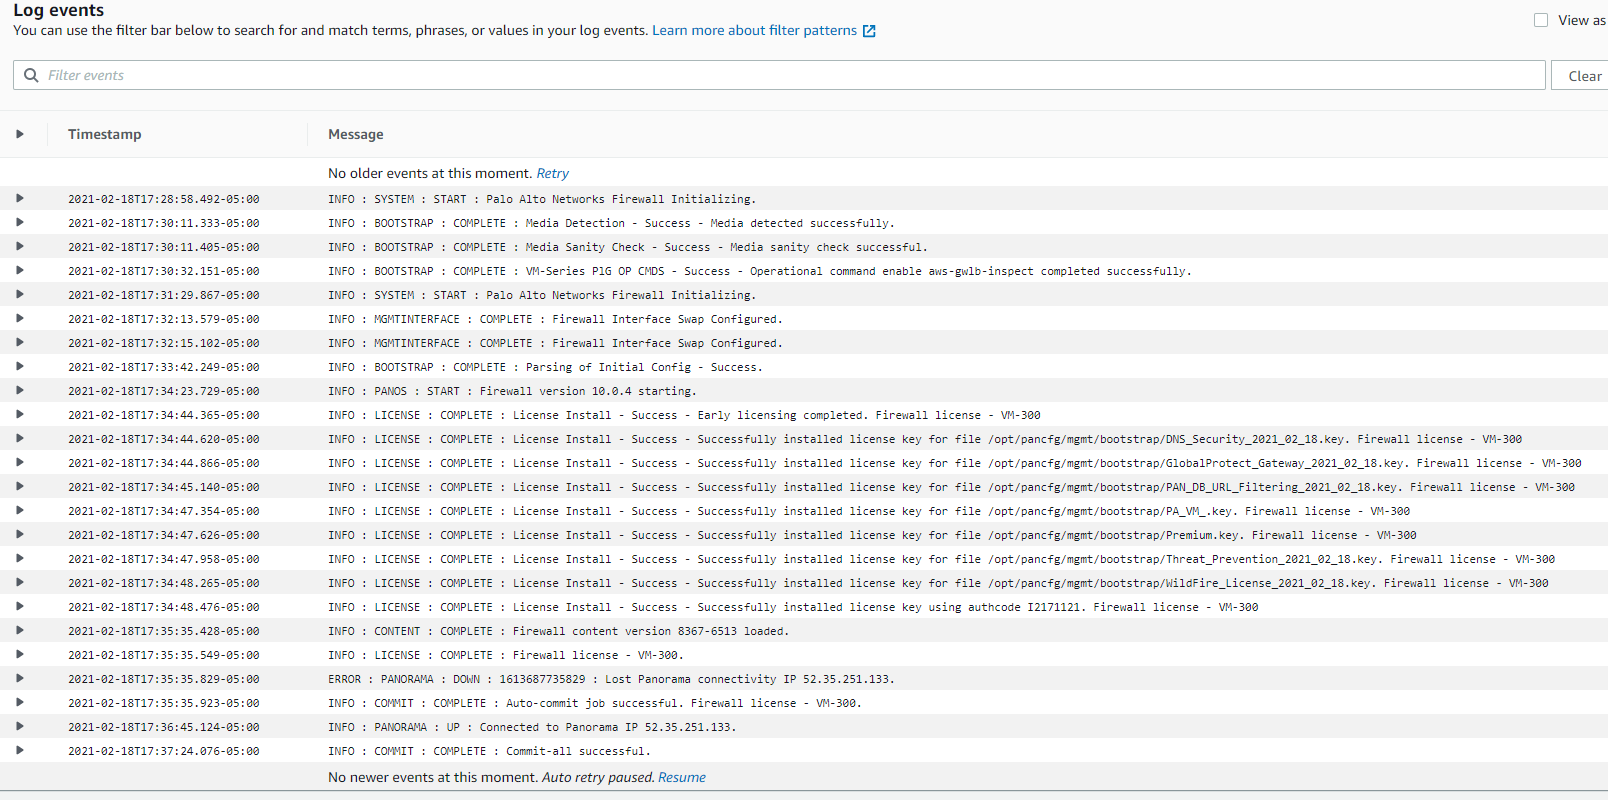 Log events
You can use the filter bar below to search for and match terms, phrases, or values in your log events. Learn more about filter patterns
View as
Filter events
Clear
Timestamp Message
No older events at this moment. Retry
2021-02-18T17:28:58.492-05:00 INFO : SYSTEM : START : Palo Alto Networks Firewall Initializing.
2021-02-18T17:30:11.333-05:00 INFO : BOOTSTRAP : COMPLETE : Media Detection - Success - Media detected successfully.
2021-02-18T17:30:11.405-05:00 INFO : BOOTSTRAP : COMPLETE : Media Sanity Check - Success - Media sanity check successful.
2021-02-18T17:30:32.151-05:00 INFO : BOOTSTRAP : COMPLETE : VM-Series PlG OP CMDS - Success - Operational command enable aws-gwlb-inspect completed successfully.
2021-02-18T17:31:29.867-05:00 INFO : SYSTEM : START : Palo Alto Networks Firewall Initializing.
2021-02-18T17:32:13.579-05:00 INFO : MGMTINTERFACE : COMPLETE : Firewall Interface Swap Configured.
2021-02-18T17:32:15.102-05:00 INFO : MGMTINTERFACE : COMPLETE : Firewall Interface Swap Configured.
2021-02-18T17:33:42.249-05:00 INFO : BOOTSTRAP : COMPLETE : Parsing of Initial Config - Success.
2021-02-18T17:34:23.729-05:00 INFO : PANOS : START : Firewall version 10.0.4 starting.
2021-02-18T17:34:44.365-05:00 INFO : LICENSE : COMPLETE : License Install - Success - Early licensing completed. Firewall license - VM-300
2021-02-18T17:34:44.620-05:00 INFO : LICENSE : COMPLETE : License Install - Success - Successfully installed license key for file /opt/pancfg/mgmt/bootstrap/DNS_Security_2021_02_18.key. Firewall license - VM-300
2021-02-18T17:34:44.866-05:00 INFO : LICENSE : COMPLETE : License Install - Success - Successfully installed license key for file /opt/pancfg/mgmt/bootstrap/GlobalProtect_Gateway_2021_02_18.key. Firewall license - VM-300
2021-02-18T17:34:45.140-05:00 INFO : LICENSE : COMPLETE : License Install - Success - Successfully installed license key for file /opt/pancfg/mgmt/bootstrap/PAN_DB_URL_Filtering_2021_02_18.key. Firewall license - VM-300
2021-02-18T17:34:47.354-05:00 INFO : LICENSE : COMPLETE : License Install - Success - Successfully installed license key for file /opt/pancfg/mgmt/bootstrap/PA_VM_.key. Firewall license - VM-300
2021-02-18T17:34:47.626-05:00 INFO : LICENSE : COMPLETE : License Install - Success - Successfully installed license key for file /opt/pancfg/mgmt/bootstrap/Premium.key. Firewall license - VM-300
2021-02-18T17:34:47.958-05:00 INFO : LICENSE : COMPLETE : License Install - Success - Successfully installed license key for file /opt/pancfg/mgmt/bootstrap/Threat_Prevention_2021_02_18.key. Firewall license - VM-300
2021-02-18T17:34:48.265-05:00 INFO : LICENSE : COMPLETE : License Install - Success - Successfully installed license key for file /opt/pancfg/mgmt/bootstrap/WildFire_License_2021_02_18.key. Firewall license - VM-300
2021-02-18T17:34:48.476-05:00 INFO : LICENSE : COMPLETE : License Install - Success - Successfully installed license key using authcode I2171121. Firewall license - VM-300
2021-02-18T17:35:35.428-05:00 INFO : CONTENT : COMPLETE : Firewall content version 8367-6513 loaded.
2021-02-18T17:35:35.549-05:00 INFO : LICENSE : COMPLETE : Firewall license - VM-300.
2021-02-18T17:35:35.829-05:00 ERROR : PANORAMA : DOWN : 1613687735829 : Lost Panorama connectivity IP 52.35.251.133.
2021-02-18T17:35:35.923-05:00 INFO : COMMIT : COMPLETE : Auto-commit job successful. Firewall license - VM-300.
2021-02-18T17:36:45.124-05:00 INFO : PANORAMA : UP : Connected to Panorama IP 52.35.251.133.
2021-02-18T17:37:24.076-05:00 INFO : COMMIT : COMPLETE : Commit-all successful.
No newer events at this moment. Auto retry paused. Resume